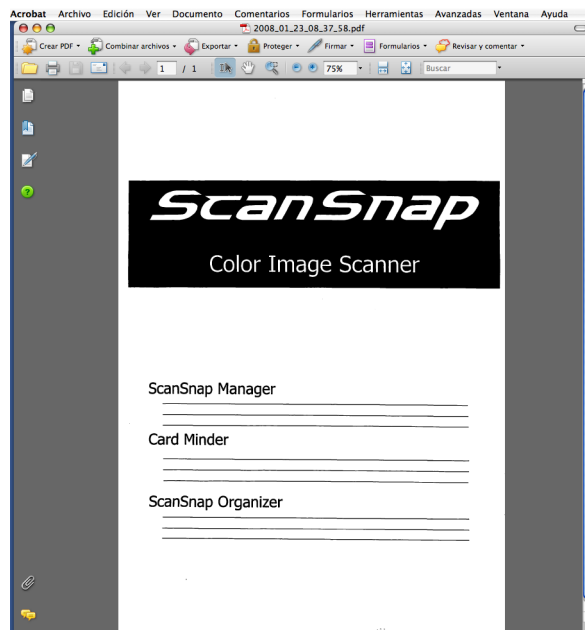 Acrobat Archivo Edición Ver Documento Comentarios Formularios Herramientas Avanzadas Ventana Ayuda
2008_01_23_08_37_58.pdf
Crear PDF Combinar archivos Exportar Proteger Firmar Formularios Revisar y comentar
1 / 1 75% Buscar
ScanSnap
Color Image Scanner
ScanSnap Manager
Card Minder
ScanSnap Organizer